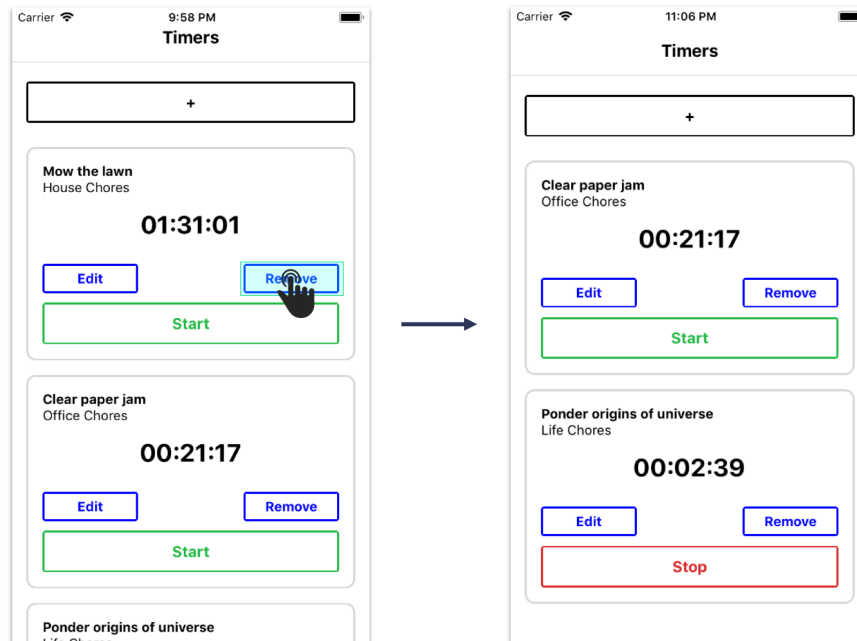 Carrier 9:58 PM
Timers
+
Mow the lawn
House Chores
01:31:01
Edit Remove
Start
Clear paper jam
Office Chores
00:21:17
Edit Remove
Start
Ponder origins of universe
Life Chores
Carrier 11:06 PM
Timers
+
Clear paper jam
Office Chores
00:21:17
Edit Remove
Start
Ponder origins of universe
Life Chores
00:02:39
Edit Remove
Stop